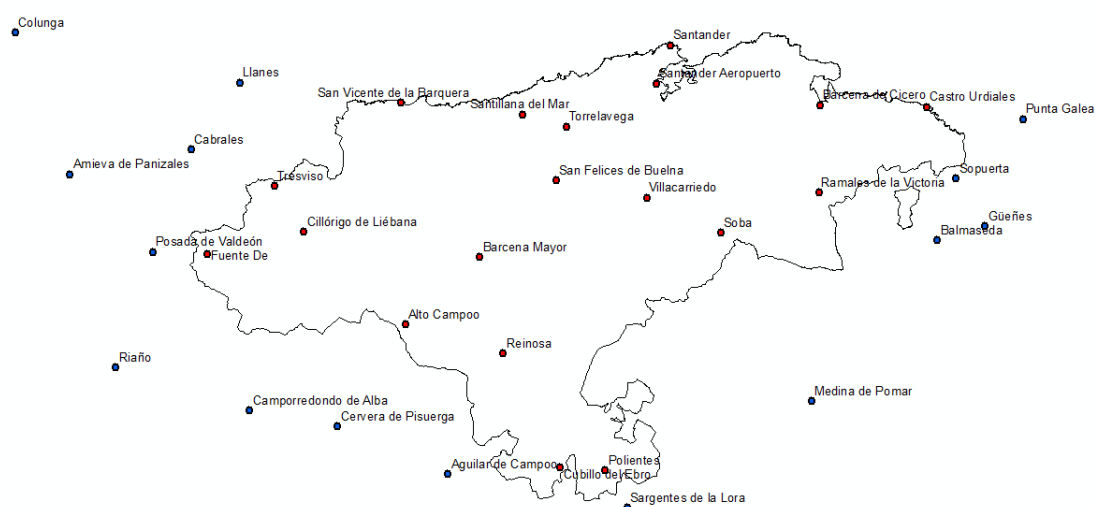 Colunga
Santander
Llanes
Santander Aeropuerto
San Vicente de la Barquera
Santillana del Mar
Barcena de Cicero
Castro Urdiales
Torrelavega
Punta Galea
Cabrales
Amieva de Panizales
San Felices de Buelna
Sopuerta
Tresviso
Villacarriedo
Ramales de la Victoria
Cillórigo de Liébana
Soba
Güeñes
Balmaseda
Posada de Valdeón
Fuente De
Barcena Mayor
Alto Campoo
Reinosa
Riaño
Medina de Pomar
Camporredondo de Alba
Cervera de Pisuerga
Aguilar de Campoo
Polientes
Cubillo del Ebro
Sargentes de la Lora